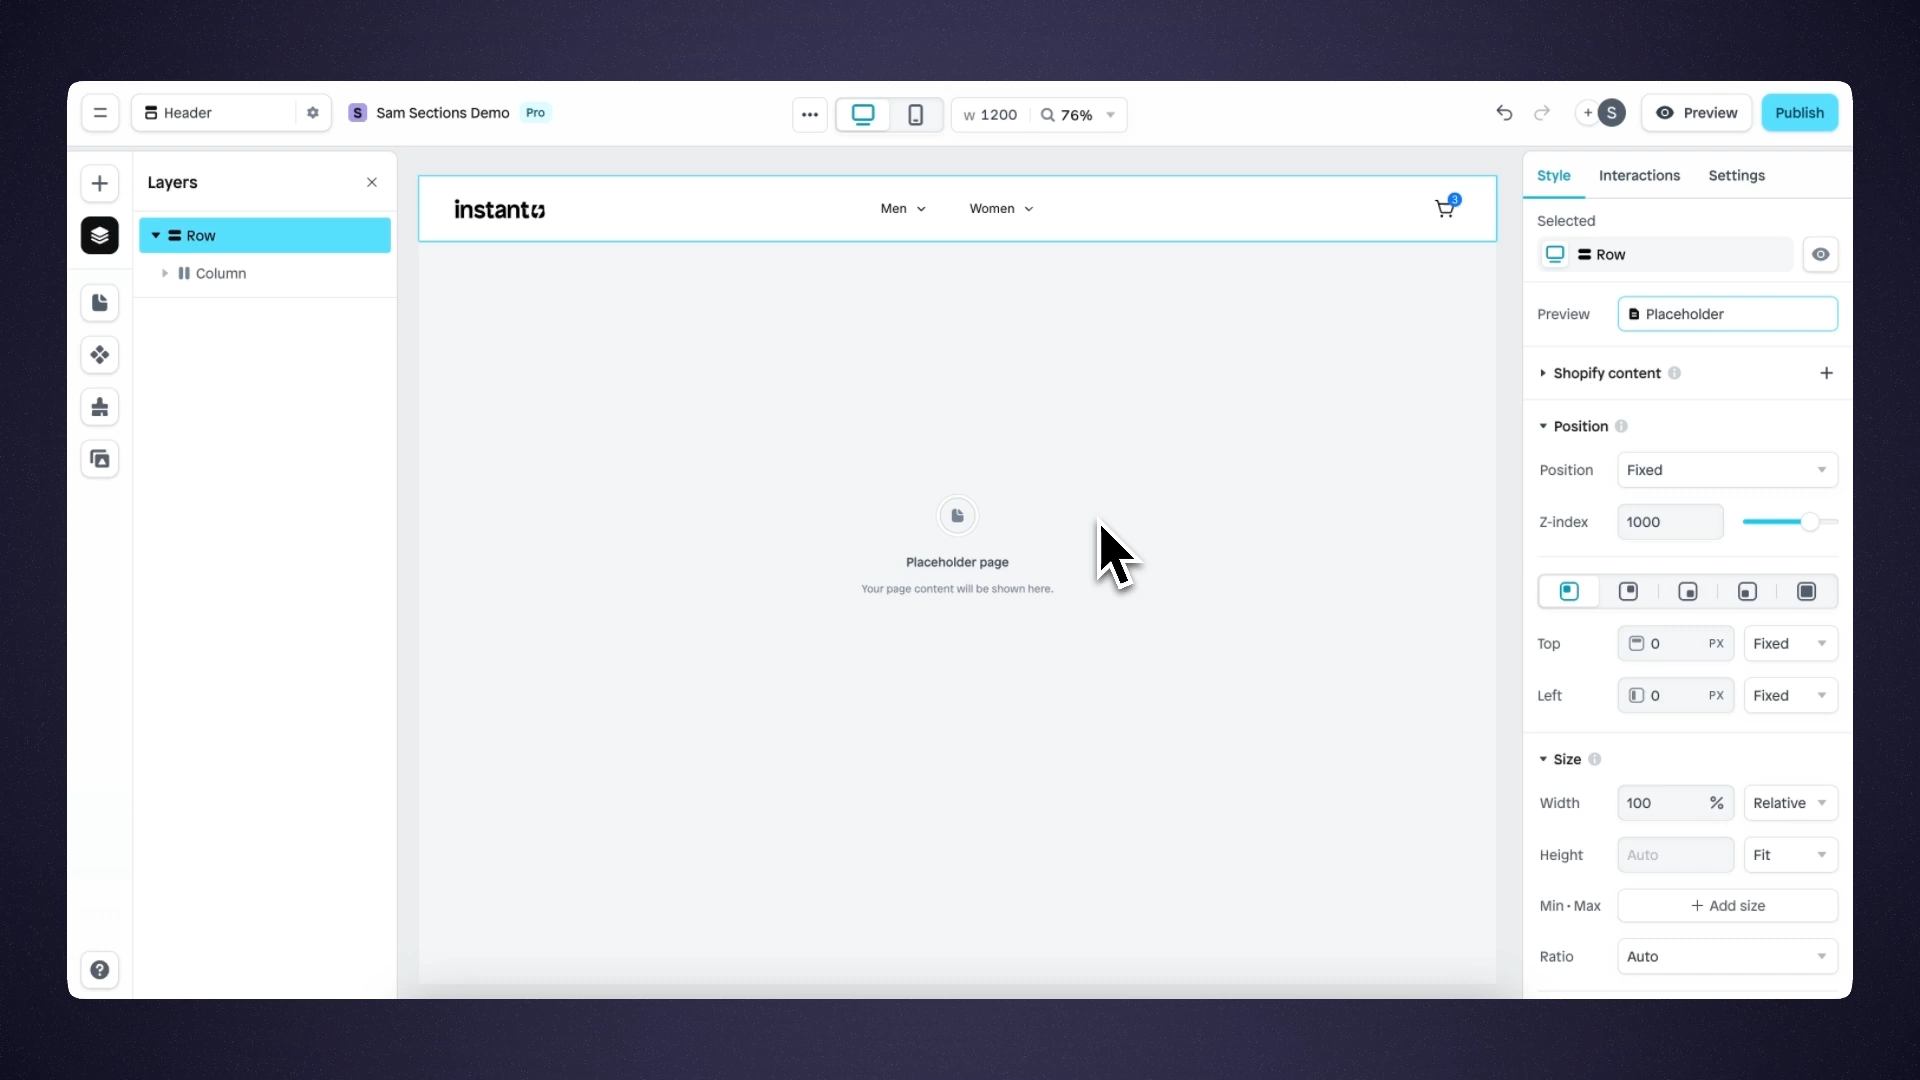 Header
S Sam Sections Demo Pro
W 1200
76%
+ S
Preview
Publish
Layers
Row
Column
instant
Men
Women
3
Placeholder page
Your page content will be shown here.
Style Interactions Settings
Selected
Row
Preview Placeholder
Shopify content
Position
Position Fixed
Z-index 1000
Top 0 PX Fixed
Left 0 PX Fixed
Size
Width 100 % Relative
Height Auto Fit
Min · Max + Add size
Ratio Auto